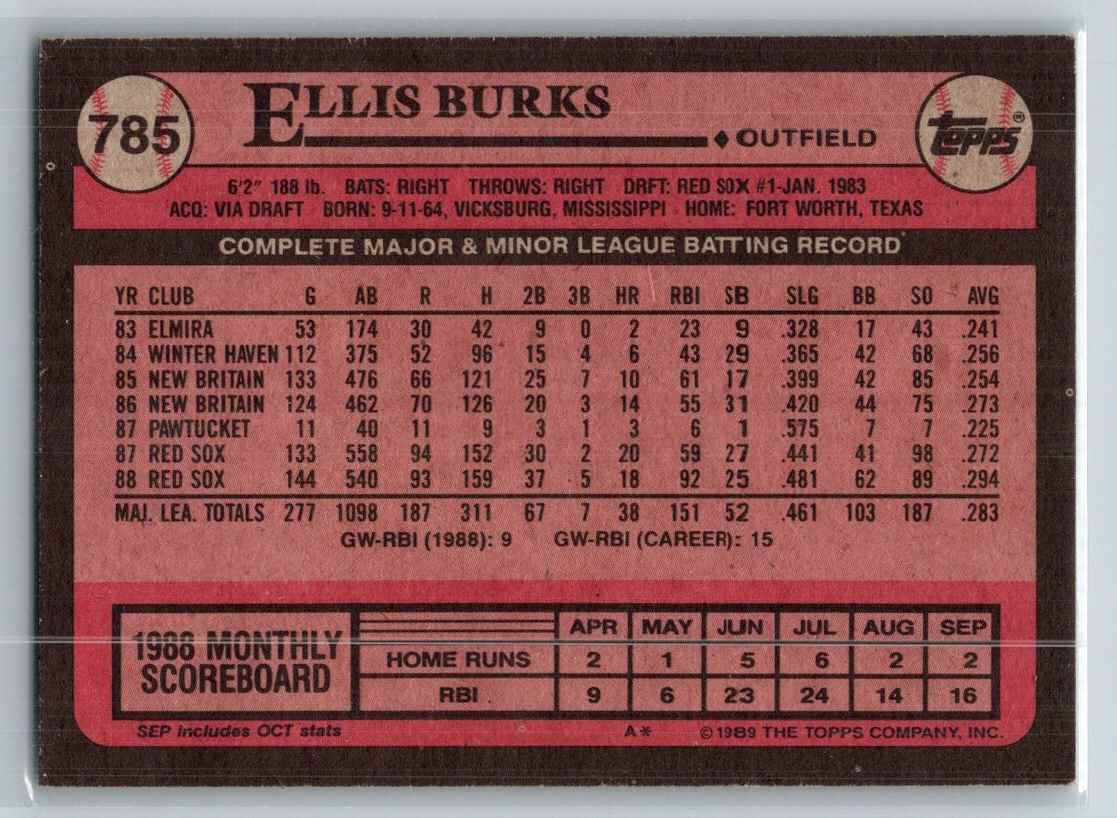 785
ELLIS BURKS
◆ OUTFIELD
TOPPS®
6'2" 188 lb. BATS: RIGHT THROWS: RIGHT DRFT: RED SOX #1-JAN. 1983
ACQ: VIA DRAFT BORN: 9-11-64, VICKSBURG, MISSISSIPPI HOME: FORT WORTH, TEXAS
COMPLETE MAJOR & MINOR LEAGUE BATTING RECORD
YR CLUB G AB R H 2B 3B HR RBI SB SLG BB SO AVG
83 ELMIRA 53 174 30 42 9 0 2 23 9 .328 17 43 .241
84 WINTER HAVEN 112 375 52 96 15 4 6 43 29 .365 42 68 .256
85 NEW BRITAIN 133 476 66 121 25 7 10 61 17 .399 42 85 .254
86 NEW BRITAIN 124 462 70 126 20 3 14 55 31 .420 44 75 .273
87 PAWTUCKET 11 40 11 9 3 1 3 6 1 .575 7 7 .225
87 RED SOX 133 558 94 152 30 2 20 59 27 .441 41 98 .272
88 RED SOX 144 540 93 159 37 5 18 92 25 .481 62 89 .294
MAJ. LEA. TOTALS 277 1098 187 311 67 7 38 151 52 .461 103 187 .283
GW-RBI (1988): 9 GW-RBI (CAREER): 15
1988 MONTHLY
SCOREBOARD
APR MAY JUN JUL AUG SEP
HOME RUNS 2 1 5 6 2 2
RBI 9 6 23 24 14 16
SEP includes OCT stats A* © 1989 THE TOPPS COMPANY, INC.